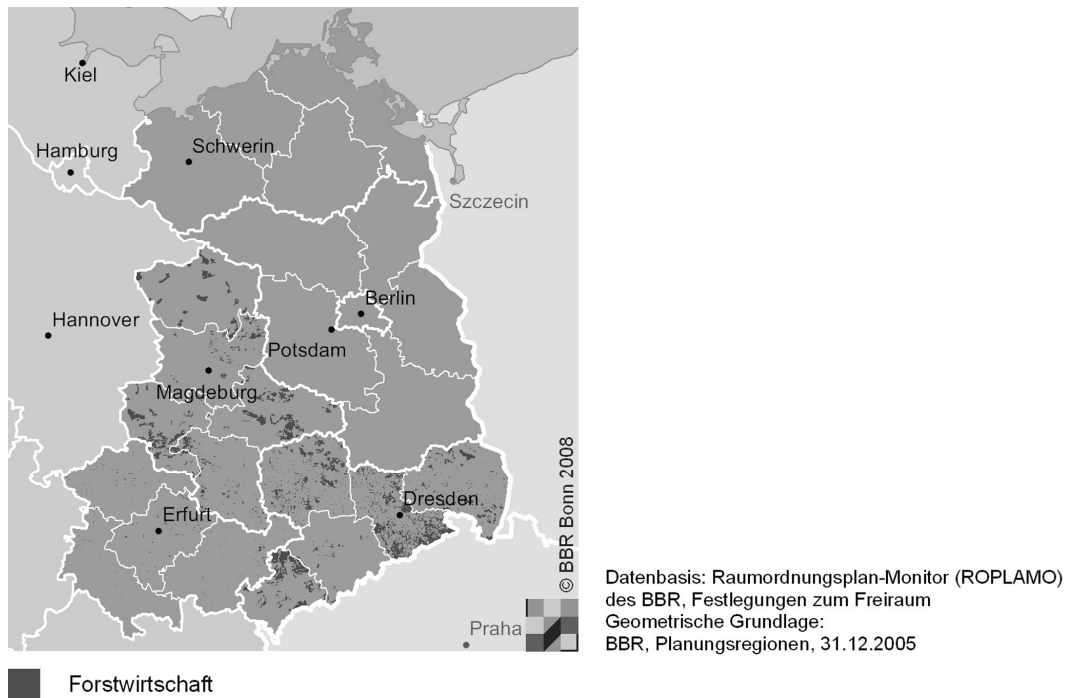 Kiel
Hamburg
Schwerin
Szczecin
Berlin
Hannover
Potsdam
Magdeburg
Dresden
Erfurt
Praha
© BBR Bonn 2008
Datenbasis: Raumordnungsplan-Monitor (ROPLAMO)
des BBR, Festlegungen zum Freiraum
Geometrische Grundlage:
BBR, Planungsregionen, 31.12.2005
Forstwirtschaft